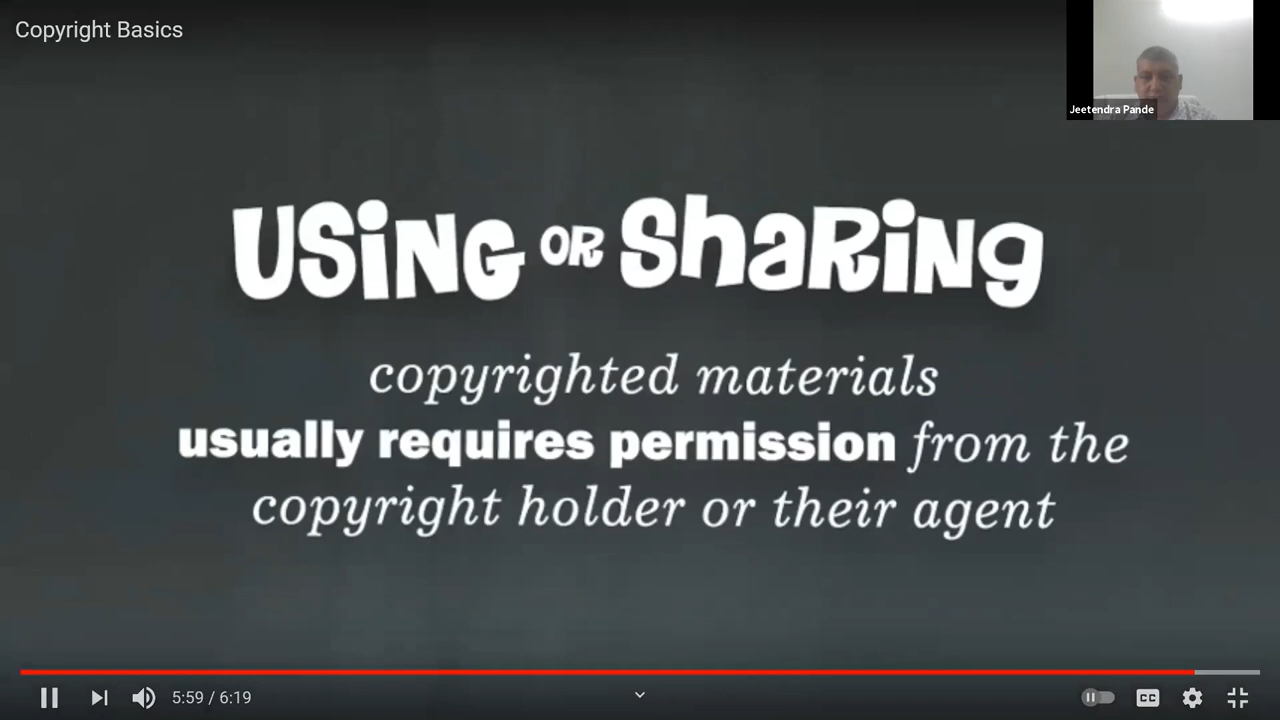 Copyright Basics
Jeetendra Pande
USING OR SHARING
copyrighted materials
usually requires permission from the
copyright holder or their agent
5:59 / 6:19
CC